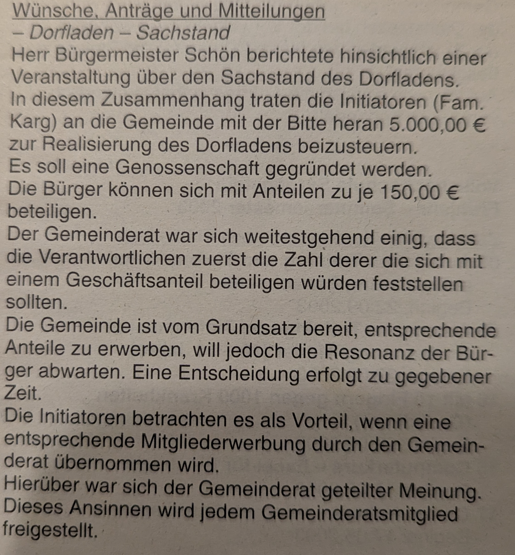 Wünsche, Anträge und Mitteilungen
– Dorfladen – Sachstand
Herr Bürgermeister Schön berichtete hinsichtlich einer
Veranstaltung über den Sachstand des Dorfladens.
In diesem Zusammenhang traten die Initiatoren (Fam.
Karg) an die Gemeinde mit der Bitte heran 5.000,00 €
zur Realisierung des Dorfladens beizusteuern.
Es soll eine Genossenschaft gegründet werden.
Die Bürger können sich mit Anteilen zu je 150,00 €
beteiligen.
Der Gemeinderat war sich weitestgehend einig, dass
die Verantwortlichen zuerst die Zahl derer die sich mit
einem Geschäftsanteil beteiligen würden feststellen
sollten.
Die Gemeinde ist vom Grundsatz bereit, entsprechende
Anteile zu erwerben, will jedoch die Resonanz der Bür-
ger abwarten. Eine Entscheidung erfolgt zu gegebener
Zeit.
Die Initiatoren betrachten es als Vorteil, wenn eine
entsprechende Mitgliederwerbung durch den Gemein-
derat übernommen wird.
Hierüber war sich der Gemeinderat geteilter Meinung.
Dieses Ansinnen wird jedem Gemeinderatsmitglied
freigestellt.